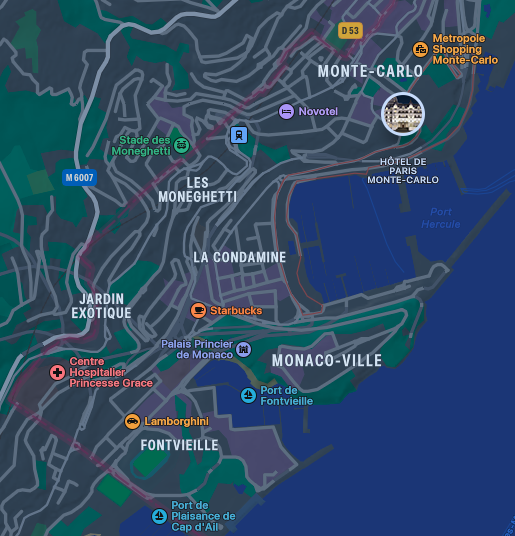 D 53
Metropole
Shopping
Monte-Carlo
MONTE-CARLO
Novotel
Stade des
Moneghetti
HÔTEL DE
PARIS
MONTE-CARLO
M 6007
LES
MONEGHETTI
Port
Hercule
LA CONDAMINE
JARDIN
EXOTIQUE
Starbucks
Palais Princier
de Monaco
MONACO-VILLE
Centre
Hospitalier
Princesse Grace
Port de
Fontvieille
Lamborghini
FONTVIEILLE
Port de
Plaisance de
Cap d'Ail